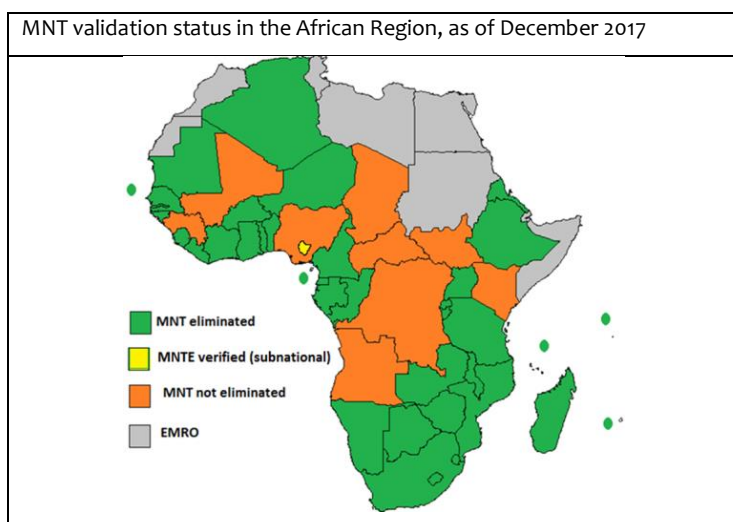 MNT validation status in the African Region, as of December 2017
MNT eliminated
MNTE verified (subnational)
MNT not eliminated
EMRO